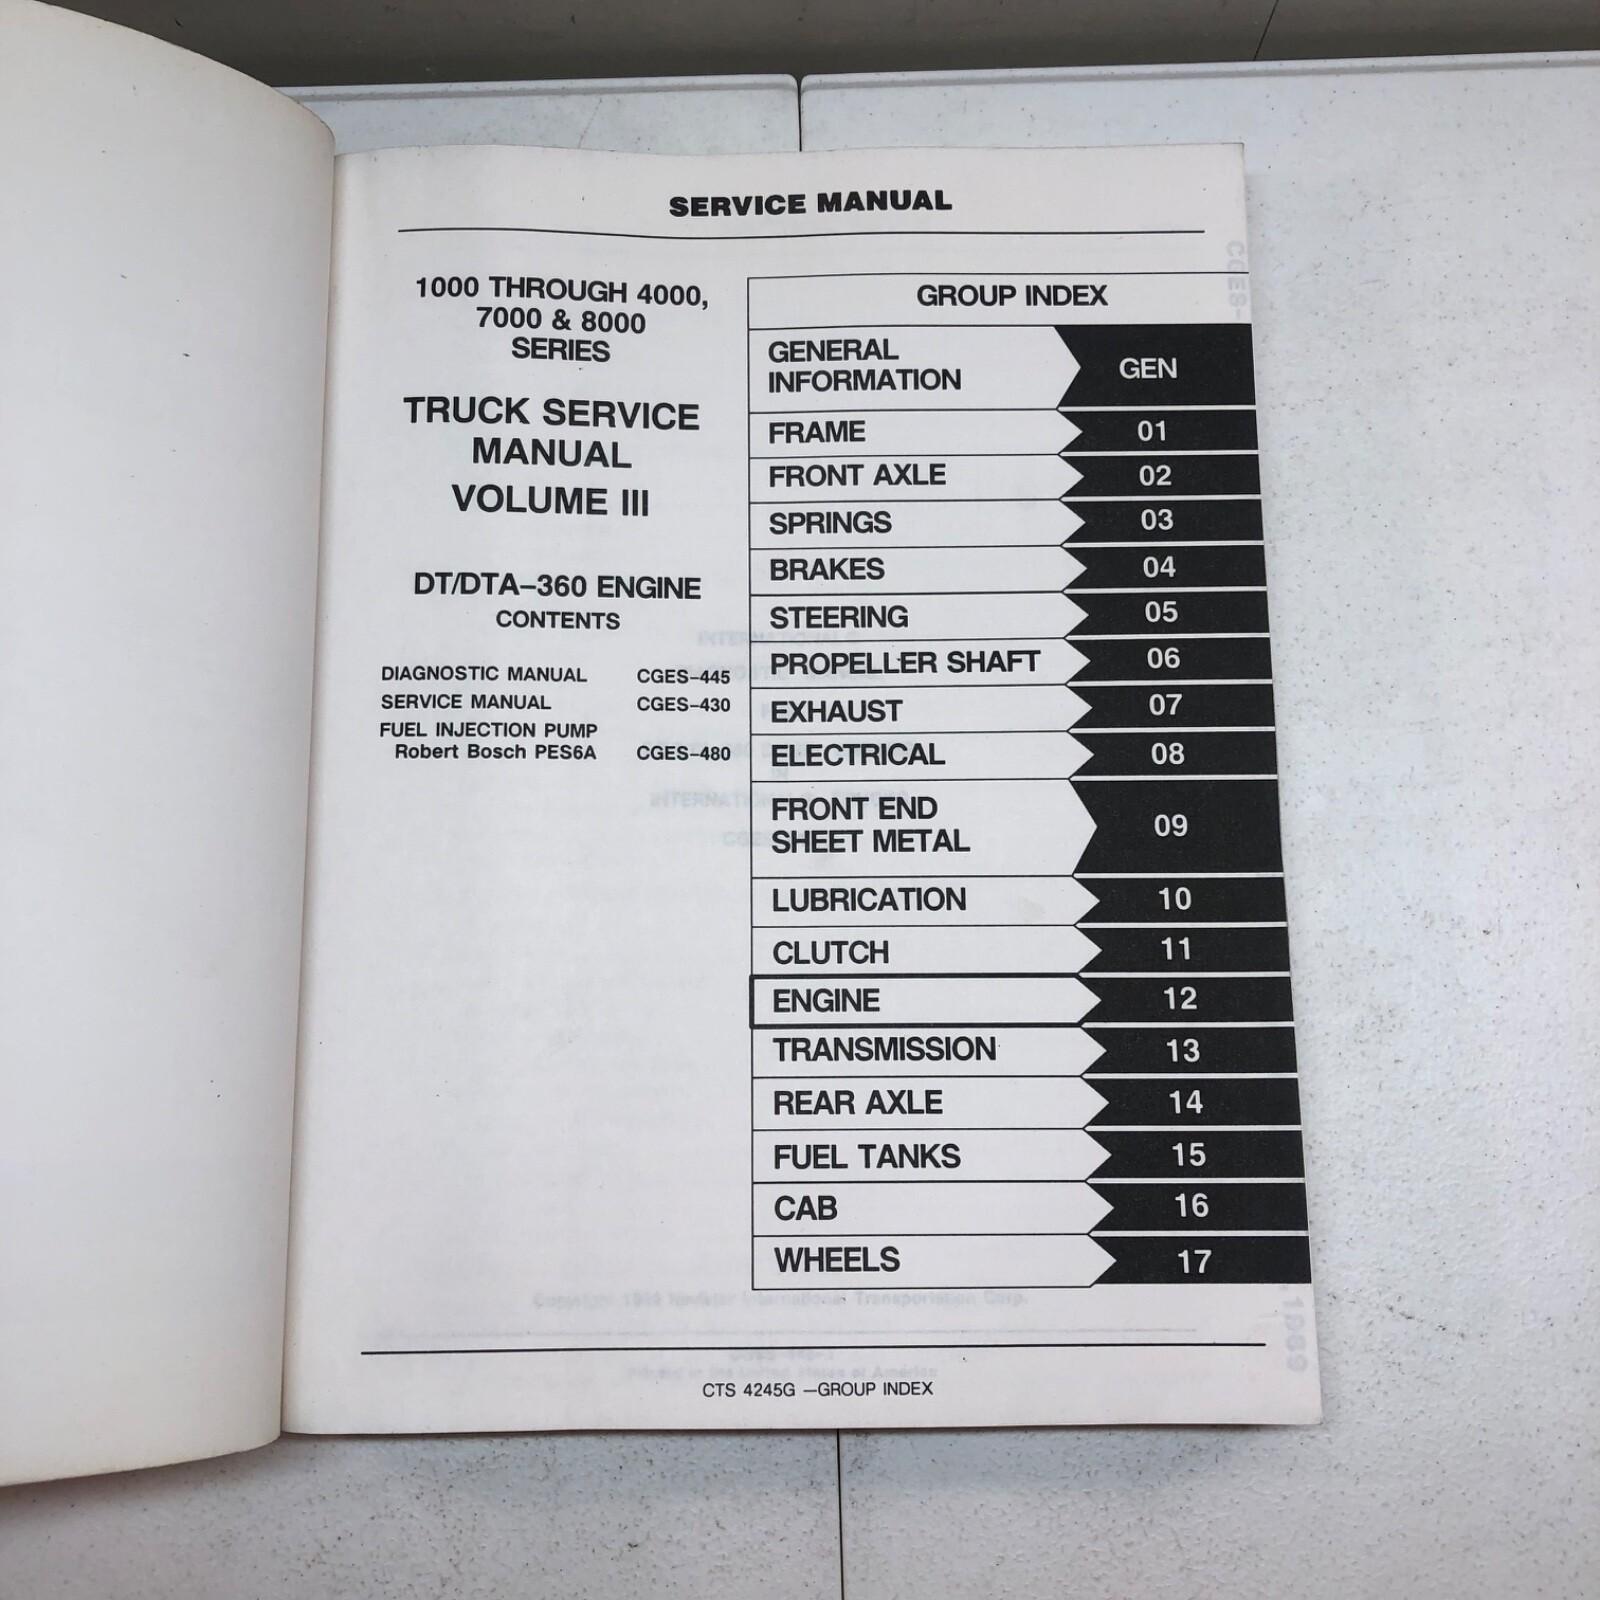 SERVICE MANUAL
1000 THROUGH 4000,
7000 & 8000
SERIES
TRUCK SERVICE
MANUAL
VOLUME III
DT/DTA-360 ENGINE
CONTENTS
DIAGNOSTIC MANUAL CGES-445
SERVICE MANUAL CGES-430
FUEL INJECTION PUMP
Robert Bosch PES6A CGES-480
GROUP INDEX
GENERAL
INFORMATION GEN
FRAME 01
FRONT AXLE 02
SPRINGS 03
BRAKES 04
STEERING 05
PROPELLER SHAFT 06
EXHAUST 07
ELECTRICAL 08
FRONT END
SHEET METAL 09
LUBRICATION 10
CLUTCH 11
ENGINE 12
TRANSMISSION 13
REAR AXLE 14
FUEL TANKS 15
CAB 16
WHEELS 17
CTS 4245G —GROUP INDEX